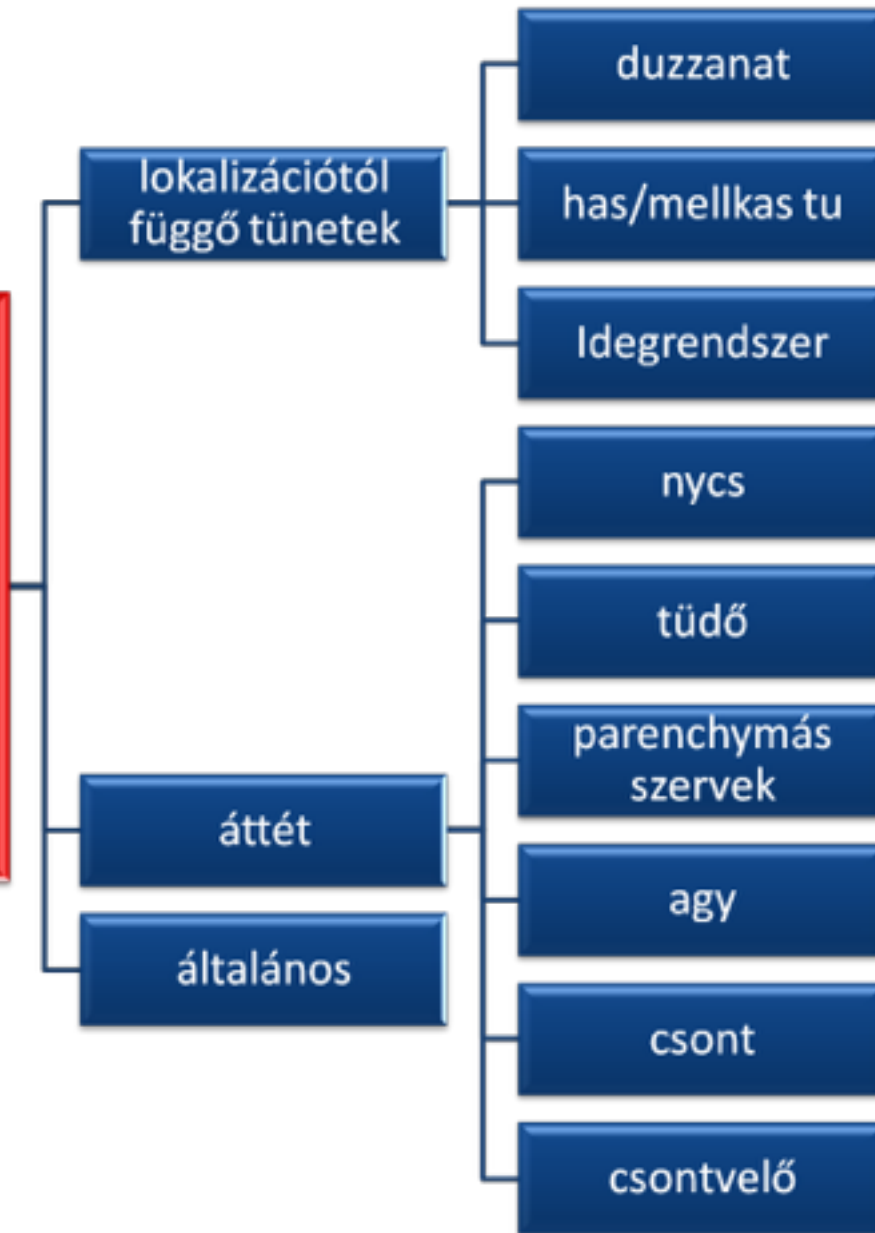 lokalizációtól
függő tünetek
duzzanat
has/mellkas tu
Idegrendszer
áttét
nycs
tüdő
parenchymás
szervek
agy
csont
csontvelő
általános